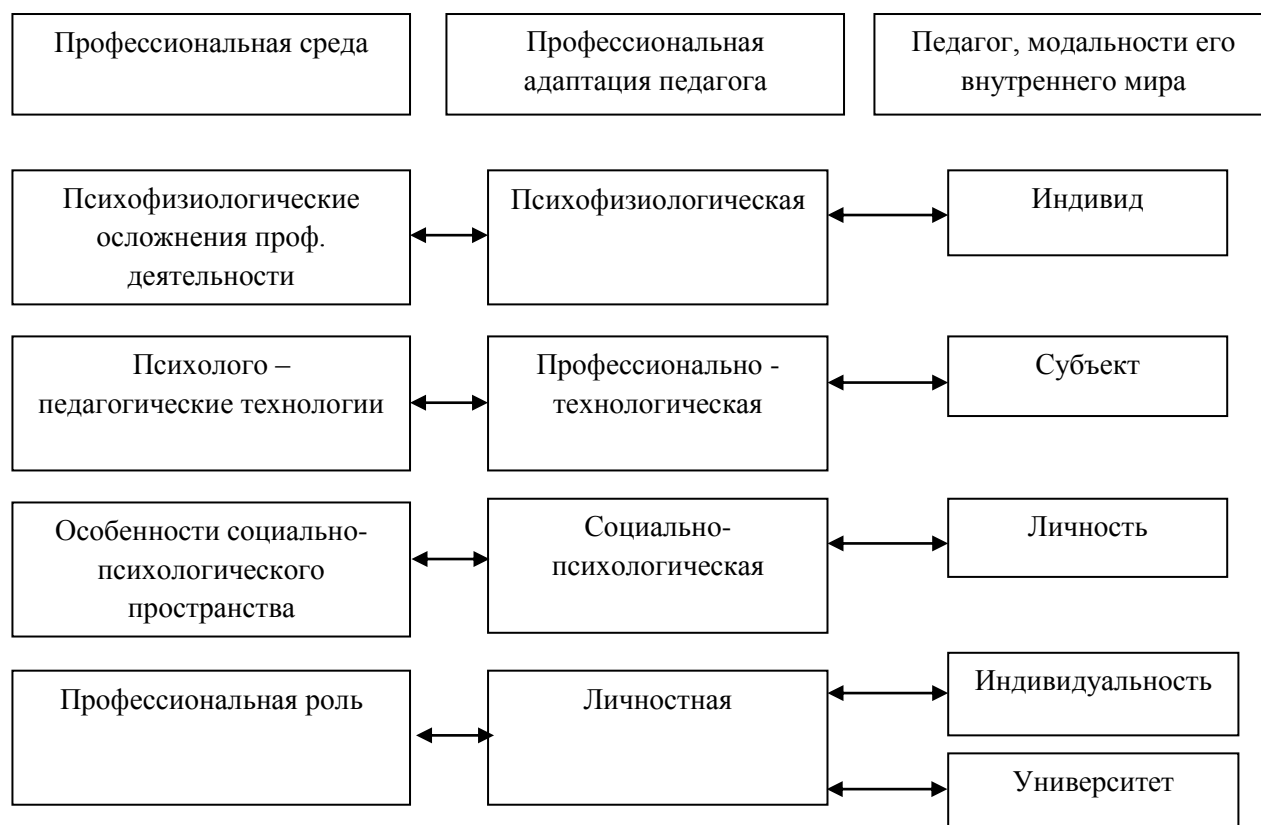 Профессиональная среда
Профессиональная
адаптация педагога
Педагог, модальности его
внутреннего мира
Психофизиологические
осложнения проф.
деятельности
Психофизиологическая
Индивид
Психолого –
педагогические технологии
Профессионально -
технологическая
Субъект
Особенности социально-
психологического
пространства
Социально-
психологическая
Личность
Профессиональная роль
Личностная
Индивидуальность
Университет